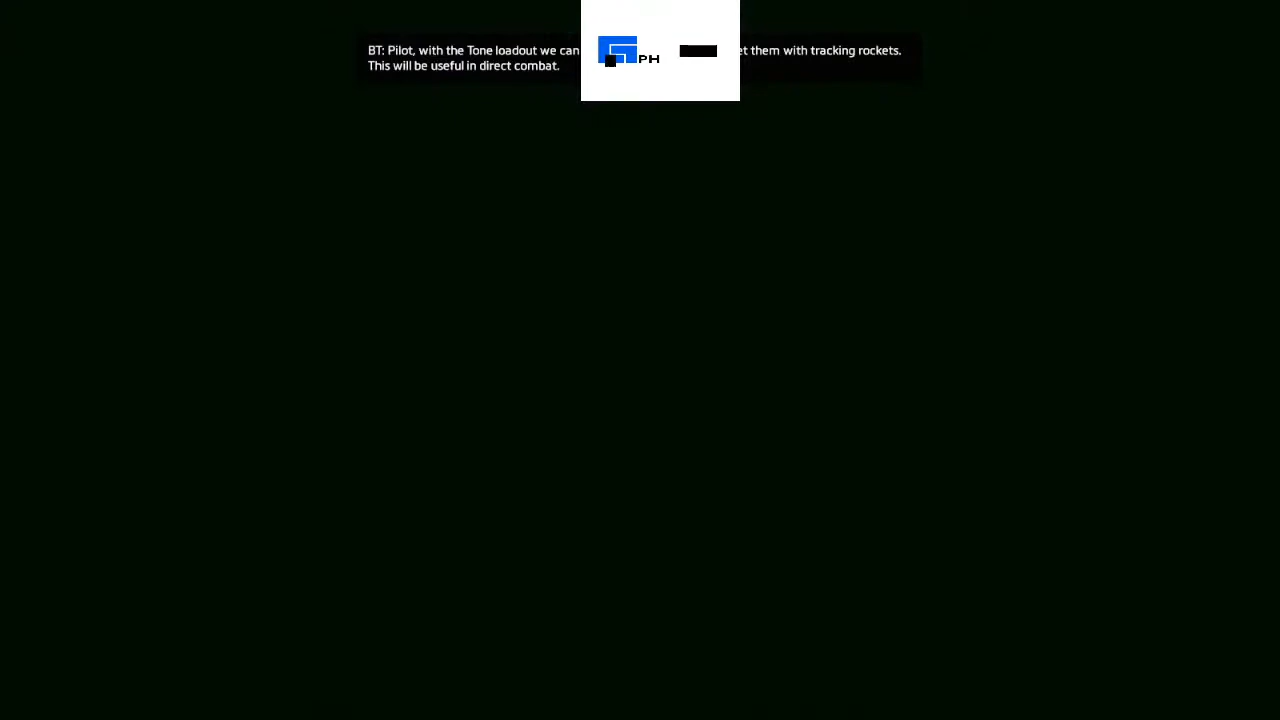 BT: Pilot, with the Tone loadout we can
PH
them with tracking rockets.
This will be useful in direct combat.